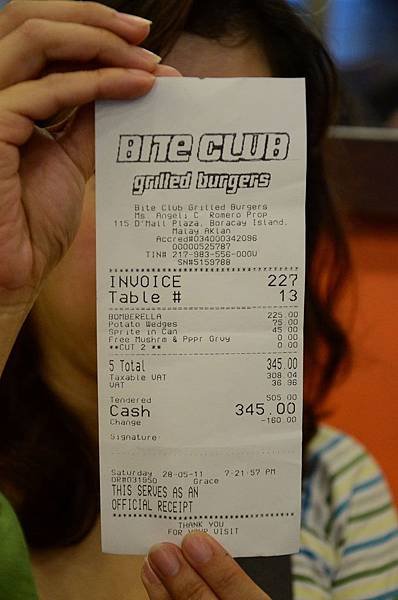 BITE CLUB
grilled burgers
Bite Club Grilled Burgers
Ms. Angeli C. Romero Prop
115 D'Mall Plaza, Boracay Island,
Malay Aklan
Accred#034000342096
00000525787
TIN# 217-983-556-000V
SN#5159788
INVOICE 227
Table # 13
BOMBERELLA 225.00
Potato Wedges 75.00
Sprite in Can 45.00
Free Mushrm & Pppr Grvy 0.00
**CUT 2 ** 0.00
5 Total 345.00
Taxable VAT 308.04
VAT 36.96
Tendered 505.00
Cash 345.00
Change -160.00
Signature:
Saturday 28-05-11 7:21:57 PM
OR#031950 Grace
THIS SERVES AS AN
OFFICIAL RECEIPT
THANK YOU
FOR YOUR VISIT